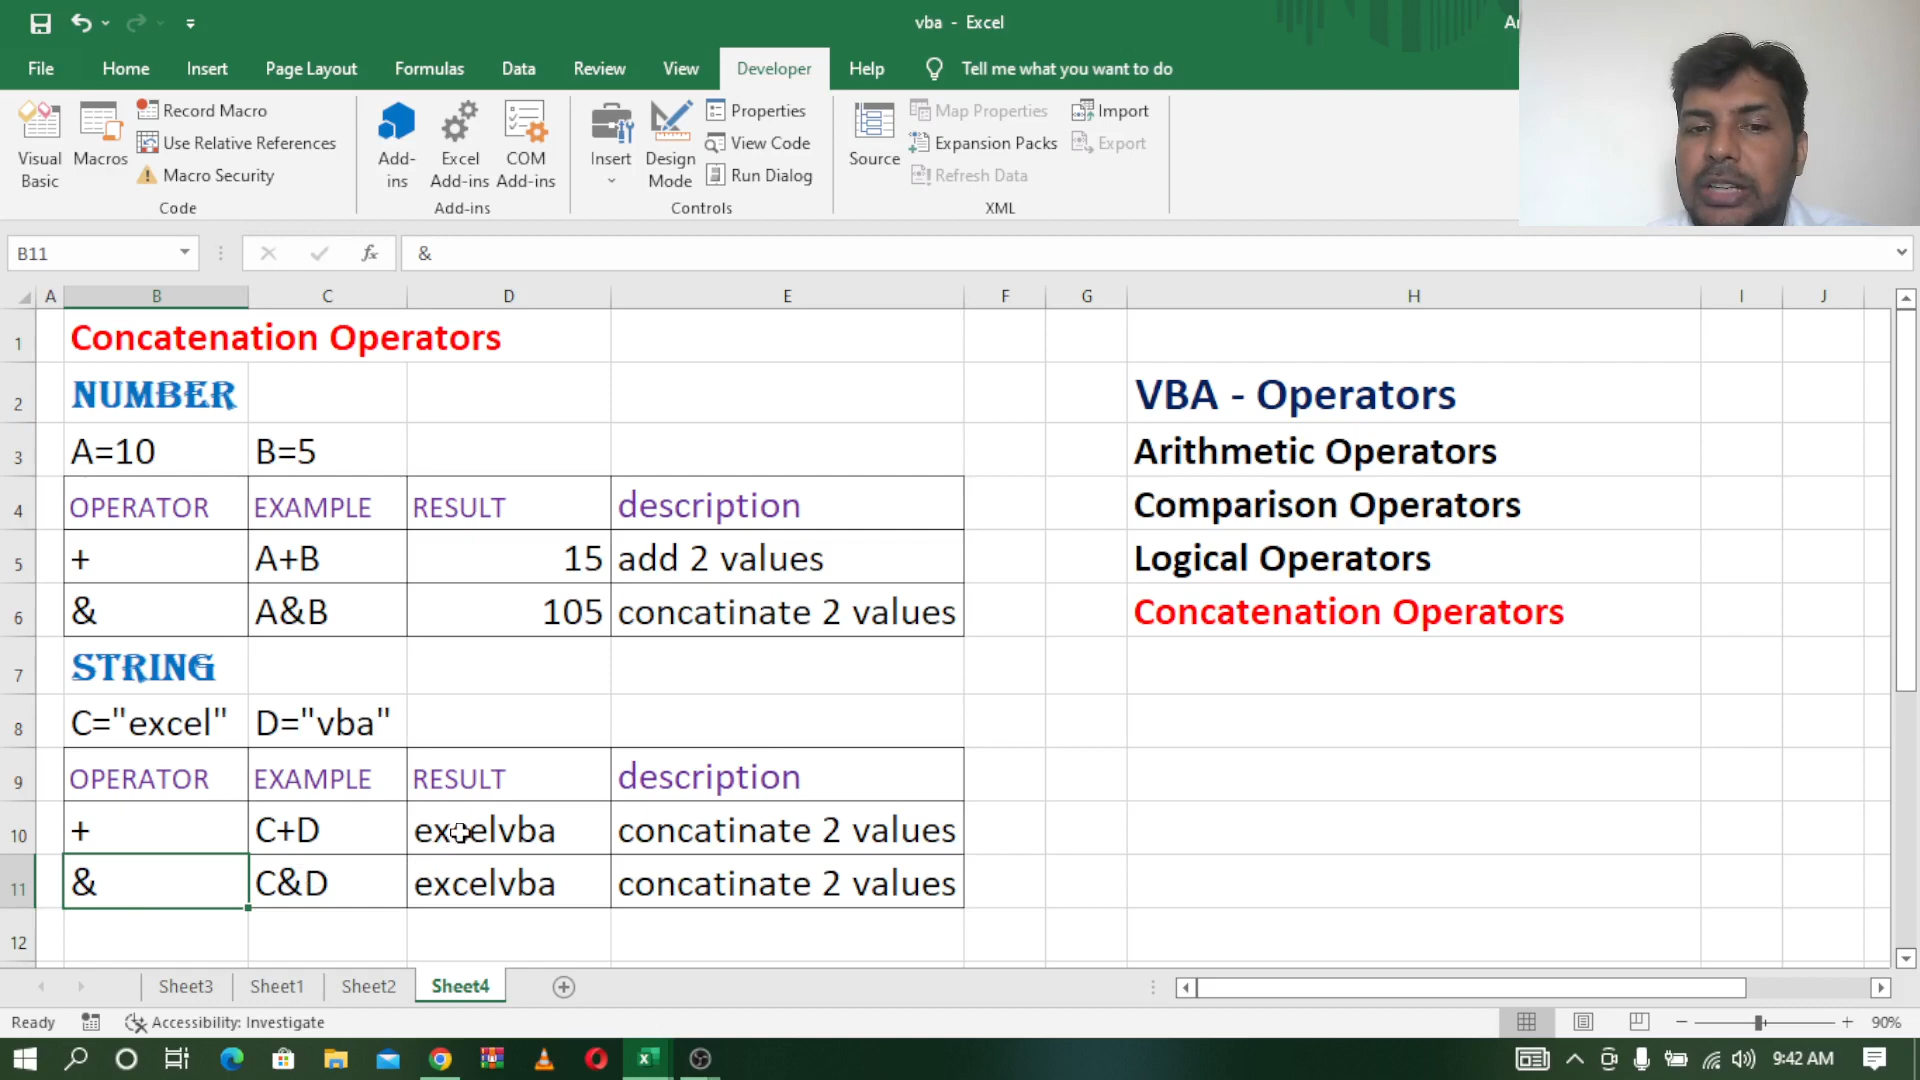 vba - Excel
Ar
File Home Insert Page Layout Formulas Data Review View Developer Help Tell me what you want to do
Visual Basic
Macros
Record Macro
Use Relative References
Macro Security
Code
Add-ins
Excel Add-ins
COM Add-ins
Add-ins
Insert
Design Mode
Properties
View Code
Run Dialog
Controls
Source
Map Properties
Expansion Packs
Refresh Data
Import
Export
XML
B11 fx &
A B C D E F G H I J
1 Concatenation Operators
2 NUMBER VBA - Operators
3 A=10 B=5 Arithmetic Operators
4 OPERATOR EXAMPLE RESULT description Comparison Operators
5 + A+B 15 add 2 values Logical Operators
6 & A&B 105 concatinate 2 values Concatenation Operators
7 STRING
8 C="excel" D="vba"
9 OPERATOR EXAMPLE RESULT description
10 + C+D excelvba concatinate 2 values
11 & C&D excelvba concatinate 2 values
12
Sheet3 Sheet1 Sheet2 Sheet4
Ready Accessibility: Investigate 90%
9:42 AM